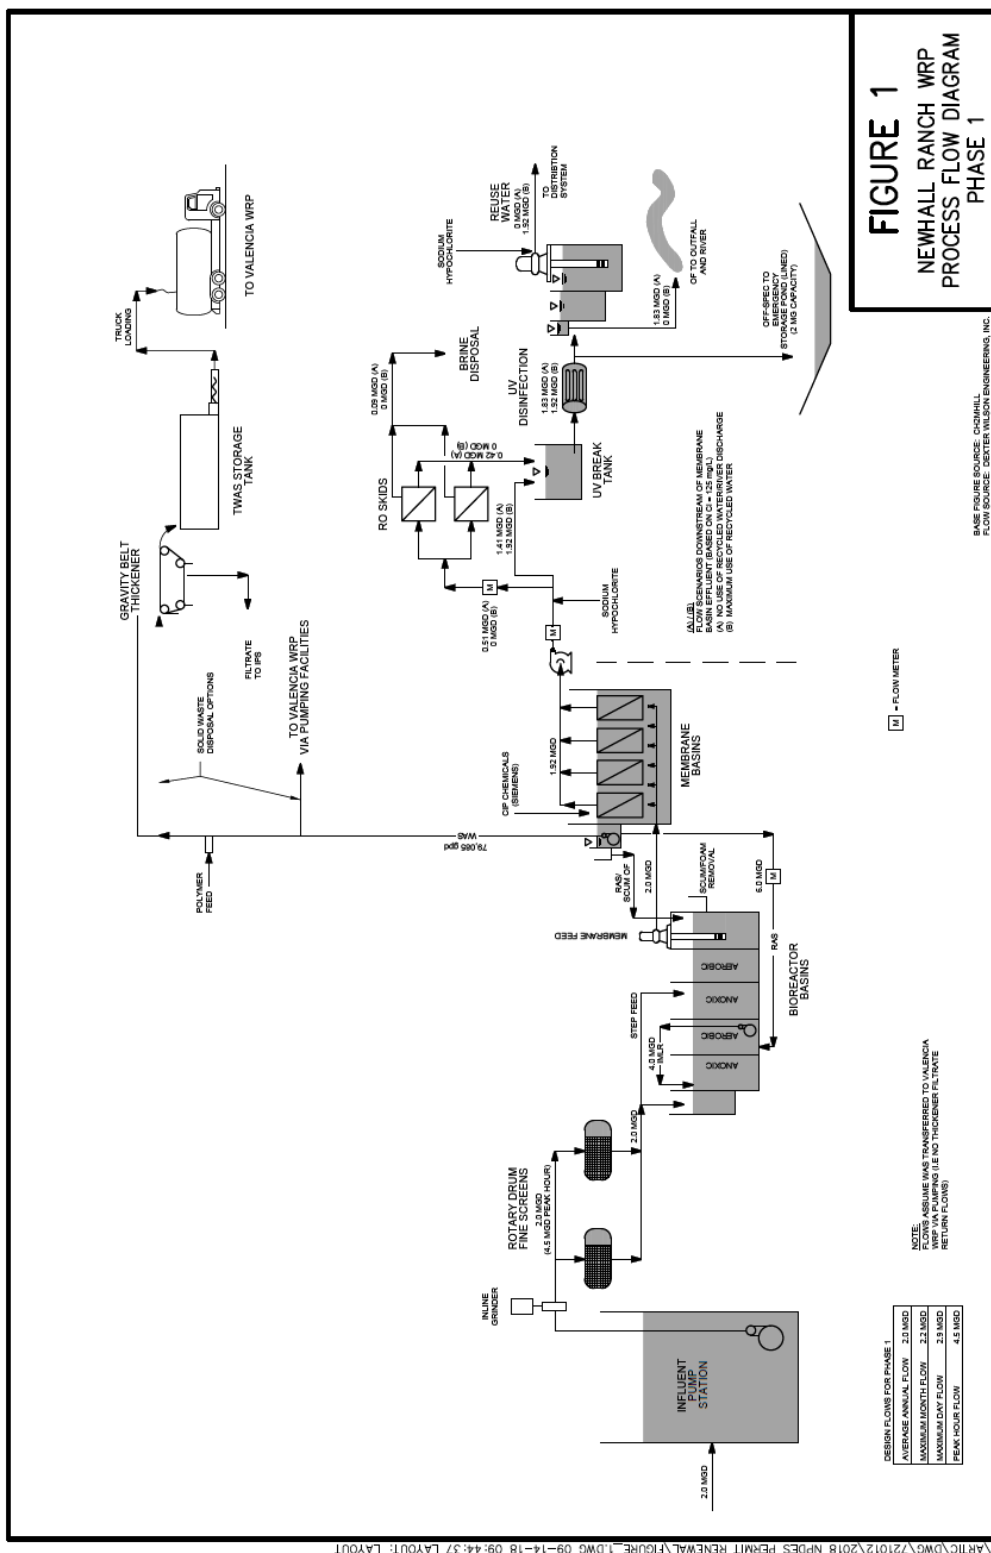 FIGURE 1
NEWHALL RANCH WRP
PROCESS FLOW DIAGRAM
PHASE 1
TRUCK
LOADING
TO VALENCIA WRP
TWAS STORAGE
TANK
GRAVITY BELT
THICKENER
FILTRATE
TO IPS
SOLID WASTE
DISPOSAL OPTIONS
TO VALENCIA WRP
VIA PUMPING FACILITIES
POLYMER
FEED
WAS
79,085 gpd
2.0 MGD
INFLUENT
PUMP
STATION
INLINE
GRINDER
ROTARY DRUM
FINE SCREENS
2.0 MGD
(4.5 MGD PEAK HOUR)
2.0 MGD
STEP FEED
4.0 MGD
IMLR
ANOXIC
AEROBIC
ANOXIC
AEROBIC
BIOREACTOR
BASINS
MEMBRANE FEED
RAS/
SCUM OF
2.0 MGD
SCUM/FOAM
REMOVAL
6.0 MGD
M
RAS
CIP CHEMICALS
(SIEMENS)
1.92 MGD
MEMBRANE
BASINS
M
SODIUM
HYPOCHLORITE
0.51 MGD (A)
0 MGD (B)
M
1.41 MGD (A)
1.92 MGD (B)
RO SKIDS
0.42 MGD (A)
0 MGD (B)
0.09 MGD (A)
0 MGD (B)
BRINE
DISPOSAL
UV BREAK
TANK
UV
DISINFECTION
1.83 MGD (A)
1.92 MGD (B)
SODIUM
HYPOCHLORITE
REUSE
WATER
0 MGD (A)
1.92 MGD (B)
TO
DISTRIBTION
SYSTEM
1.83 MGD (A)
0 MGD (B)
OF TO OUTFALL
AND RIVER
OFF-SPEC TO
EMERGENCY
STORAGE POND (LINED)
(2 MG CAPACITY)
(A) / (B)
FLOW SCENARIOS DOWNSTREAM OF MEMBRANE
BASIN EFFLUENT (BASED ON Cl = 125 mg/L)
(A) NO USE OF RECYCLED WATER/RIVER DISCHARGE
(B) MAXIMUM USE OF RECYCLED WATER
M = FLOW METER
NOTE:
FLOWS ASSUME WAS TRANSFERRED TO VALENCIA
WRP VIA PUMPING (I.E NO THICKENER FILTRATE
RETURN FLOWS)
DESIGN FLOWS FOR PHASE 1
AVERAGE ANNUAL FLOW 2.0 MGD
MAXIMUM MONTH FLOW 2.2 MGD
MAXIMUM DAY FLOW 2.9 MGD
PEAK HOUR FLOW 4.5 MGD
BASE FIGURE SOURCE: CH2MHILL
FLOW SOURCE: DEXTER WILSON ENGINEERING, INC.
/ARTIC\DWG\721012\2018 NPDES PERMIT RENEWAL\FIGURE_1.DWG 09-14-18 09:44:37 LAYOUT: LAYOUT